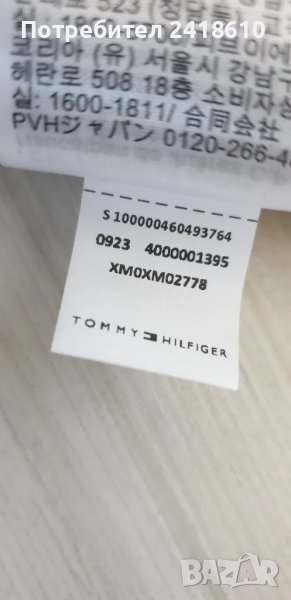 Потребител 2418610
코리아 (유) 서울시 강남구
헤란로 508 18층 소비자상
실: 1600-1811/ 合同会社
PVHジャパン 0120-266-48
S 100000460493764
0923 4000001395
XM0XM02778
TOMMY HILFIGER
BAZAR